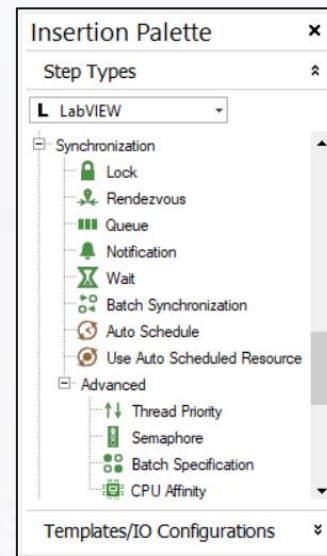 Insertion Palette
Step Types
L LabVIEW
Synchronization
Lock
Rendezvous
Queue
Notification
Wait
Batch Synchronization
Auto Schedule
Use Auto Scheduled Resource
Advanced
Thread Priority
Semaphore
Batch Specification
CPU Affinity
Templates/IO Configurations